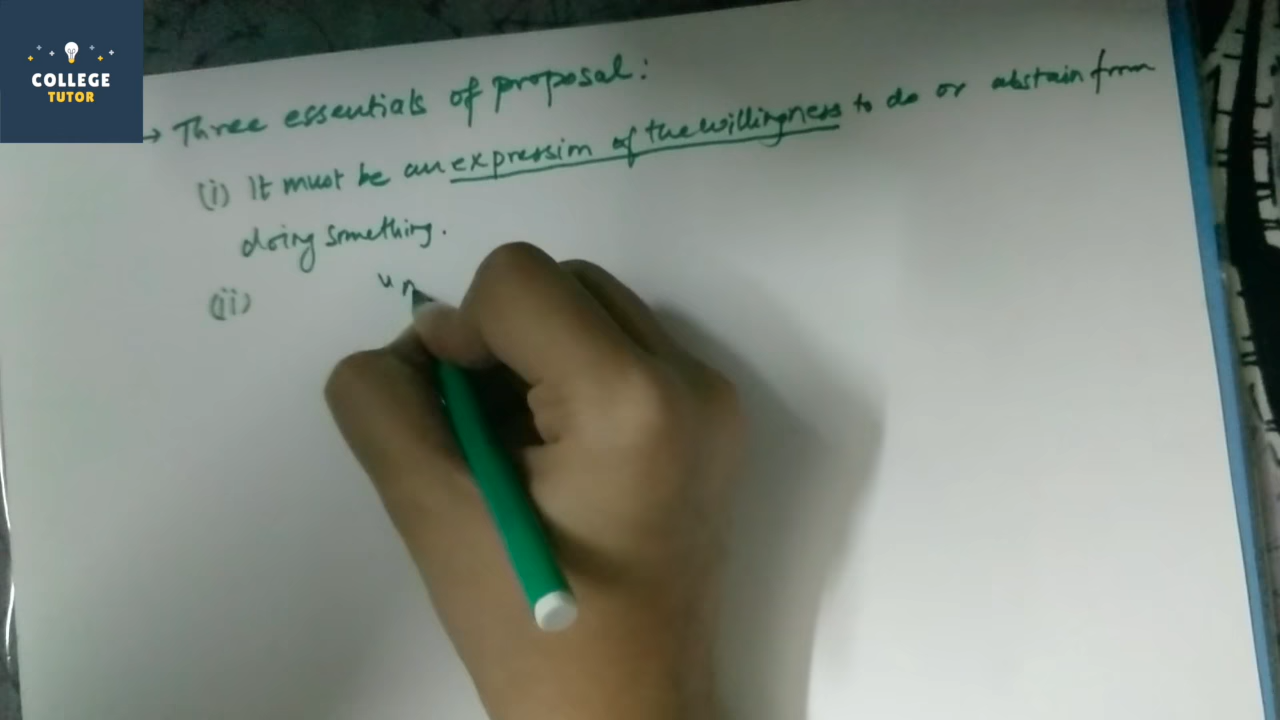 COLLEGE
TUTOR
→ Three essentials of proposal:
(i) It must be an expression of the willingness to do or abstain from
doing something.
(ii) "